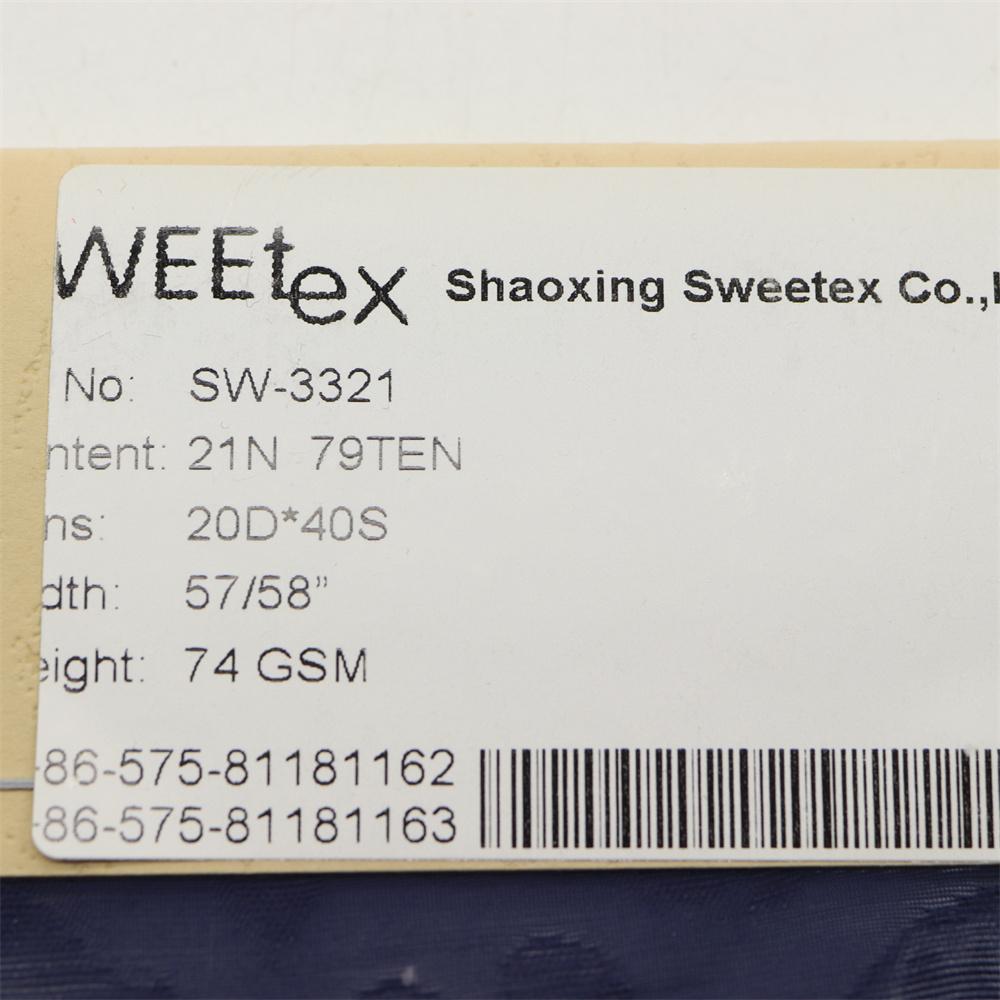 WEEtex Shaoxing Sweetex Co.,
No: SW-3321
ntent: 21N 79TEN
ns: 20D*40S
dth: 57/58”
eight: 74 GSM
-86-575-81181162
-86-575-81181163